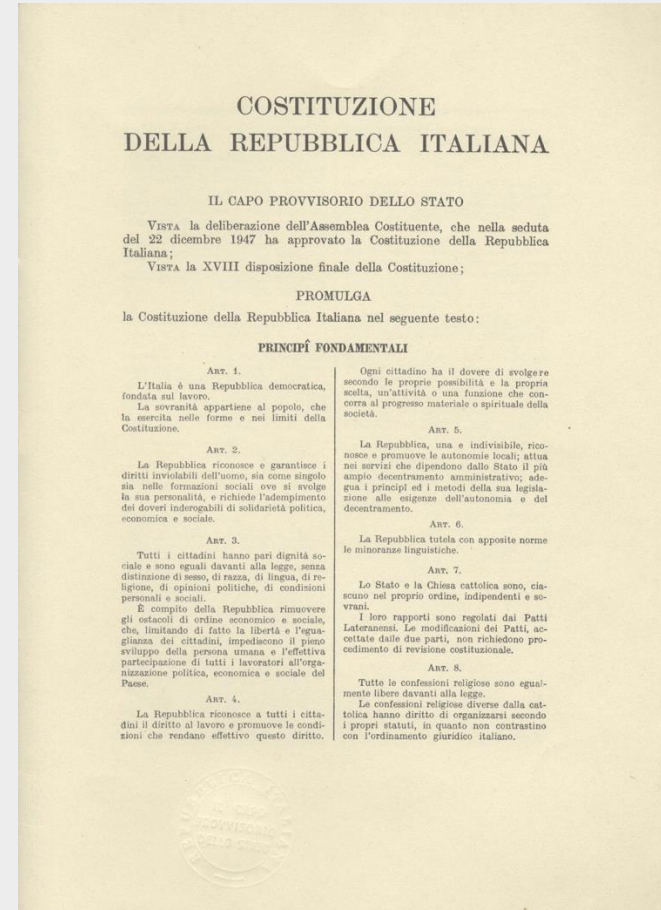 COSTITUZIONE
DELLA REPUBBLICA ITALIANA
IL CAPO PROVVISORIO DELLO STATO
VISTA la deliberazione dell'Assemblea Costituente, che nella seduta
del 22 dicembre 1947 ha approvato la Costituzione della Repubblica
Italiana;
VISTA la XVIII disposizione finale della Costituzione;
PROMULGA
la Costituzione della Repubblica Italiana nel seguente testo:
PRINCIPÎ FONDAMENTALI
ART. 1.
L'Italia è una Repubblica democratica,
fondata sul lavoro.
La sovranità appartiene al popolo, che
la esercita nelle forme e nei limiti della
Costituzione.
ART. 2.
La Repubblica riconosce e garantisce i
diritti inviolabili dell'uomo, sia come singolo
sia nelle formazioni sociali ove si svolge
la sua personalità, e richiede l'adempimento
dei doveri inderogabili di solidarietà politica,
economica e sociale.
ART. 3.
Tutti i cittadini hanno pari dignità so-
ciale e sono eguali davanti alla legge, senza
distinzione di sesso, di razza, di lingua, di re-
ligione, di opinioni politiche, di condizioni
personali e sociali.
È compito della Repubblica rimuovere
gli ostacoli di ordine economico e sociale,
che, limitando di fatto la libertà e l'egua-
glianza dei cittadini, impediscono il pieno
sviluppo della persona umana e l'effettiva
partecipazione di tutti i lavoratori all'orga-
nizzazione politica, economica e sociale del
Paese.
ART. 4.
La Repubblica riconosce a tutti i citta-
dini il diritto al lavoro e promuove le condi-
zioni che rendano effettivo questo diritto.
Ogni cittadino ha il dovere di svolgere
secondo le proprie possibilità e la propria
scelta, un'attività o una funzione che con-
corra al progresso materiale o spirituale della
società.
ART. 5.
La Repubblica, una e indivisibile, rico-
nosce e promuove le autonomie locali; attua
nei servizi che dipendono dallo Stato il più
ampio decentramento amministrativo; ade-
gua i principî ed i metodi della sua legisla-
zione alle esigenze dell'autonomia e del
decentramento.
ART. 6.
La Repubblica tutela con apposite norme
le minoranze linguistiche.
ART. 7.
Lo Stato e la Chiesa cattolica sono, cia-
scuno nel proprio ordine, indipendenti e so-
vrani.
I loro rapporti sono regolati dai Patti
Lateranensi. Le modificazioni dei Patti, ac-
cettate dalle due parti, non richiedono pro-
cedimento di revisione costituzionale.
ART. 8.
Tutte le confessioni religiose sono egual-
mente libere davanti alla legge.
Le confessioni religiose diverse dalla cat-
tolica hanno diritto di organizzarsi secondo
i propri statuti, in quanto non contrastino
con l'ordinamento giuridico italiano.
IL CAPO
PROVVISORIO
DELLO STATO